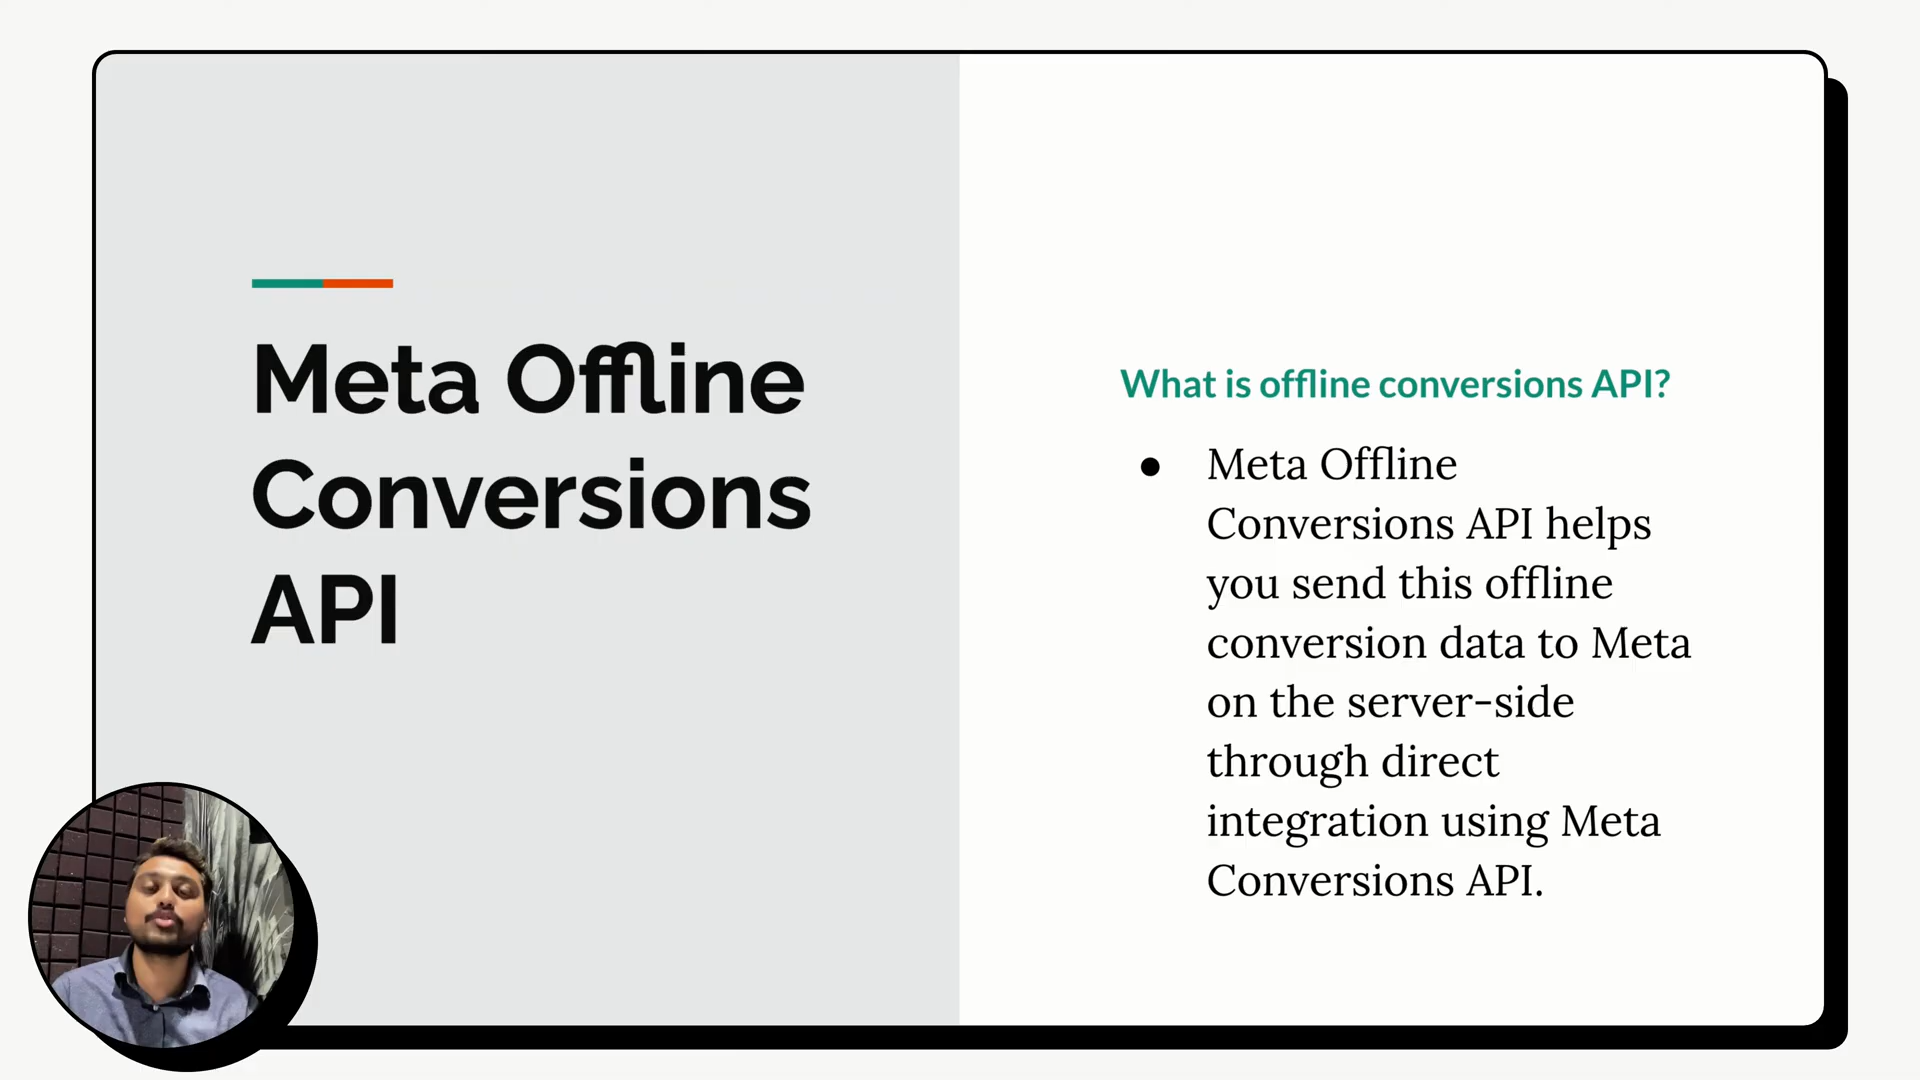 Meta Offline
Conversions
API
What is offline conversions API?
● Meta Offline
Conversions API helps
you send this offline
conversion data to Meta
on the server-side
through direct
integration using Meta
Conversions API.